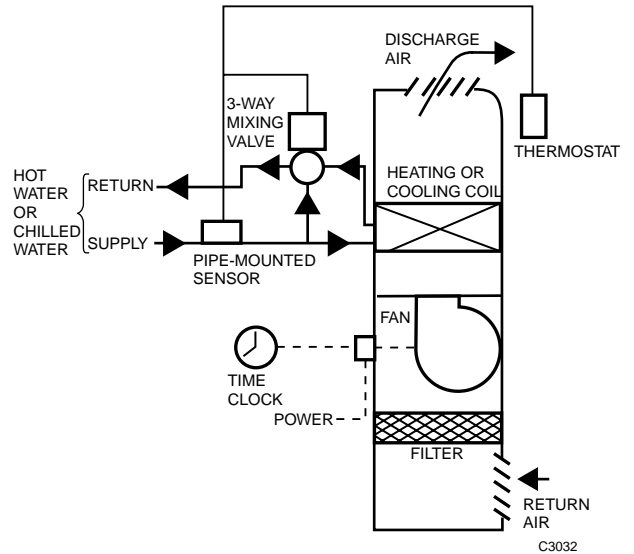 DISCHARGE
AIR
3-WAY
MIXING
VALVE
THERMOSTAT
HEATING OR
COOLING COIL
HOT
WATER
OR
CHILLED
WATER
RETURN
SUPPLY
PIPE-MOUNTED
SENSOR
FAN
TIME
CLOCK
POWER
FILTER
RETURN
AIR
C3032